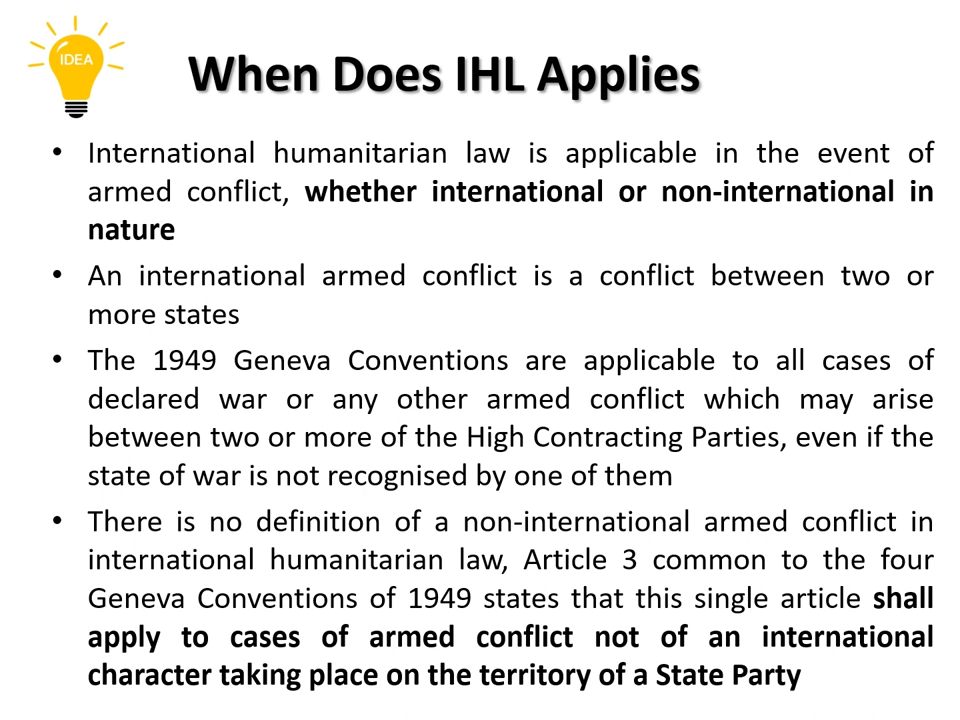 IDEA
When Does IHL Applies
• International humanitarian law is applicable in the event of
armed conflict, whether international or non-international in
nature
• An international armed conflict is a conflict between two or
more states
• The 1949 Geneva Conventions are applicable to all cases of
declared war or any other armed conflict which may arise
between two or more of the High Contracting Parties, even if the
state of war is not recognised by one of them
• There is no definition of a non-international armed conflict in
international humanitarian law, Article 3 common to the four
Geneva Conventions of 1949 states that this single article shall
apply to cases of armed conflict not of an international
character taking place on the territory of a State Party